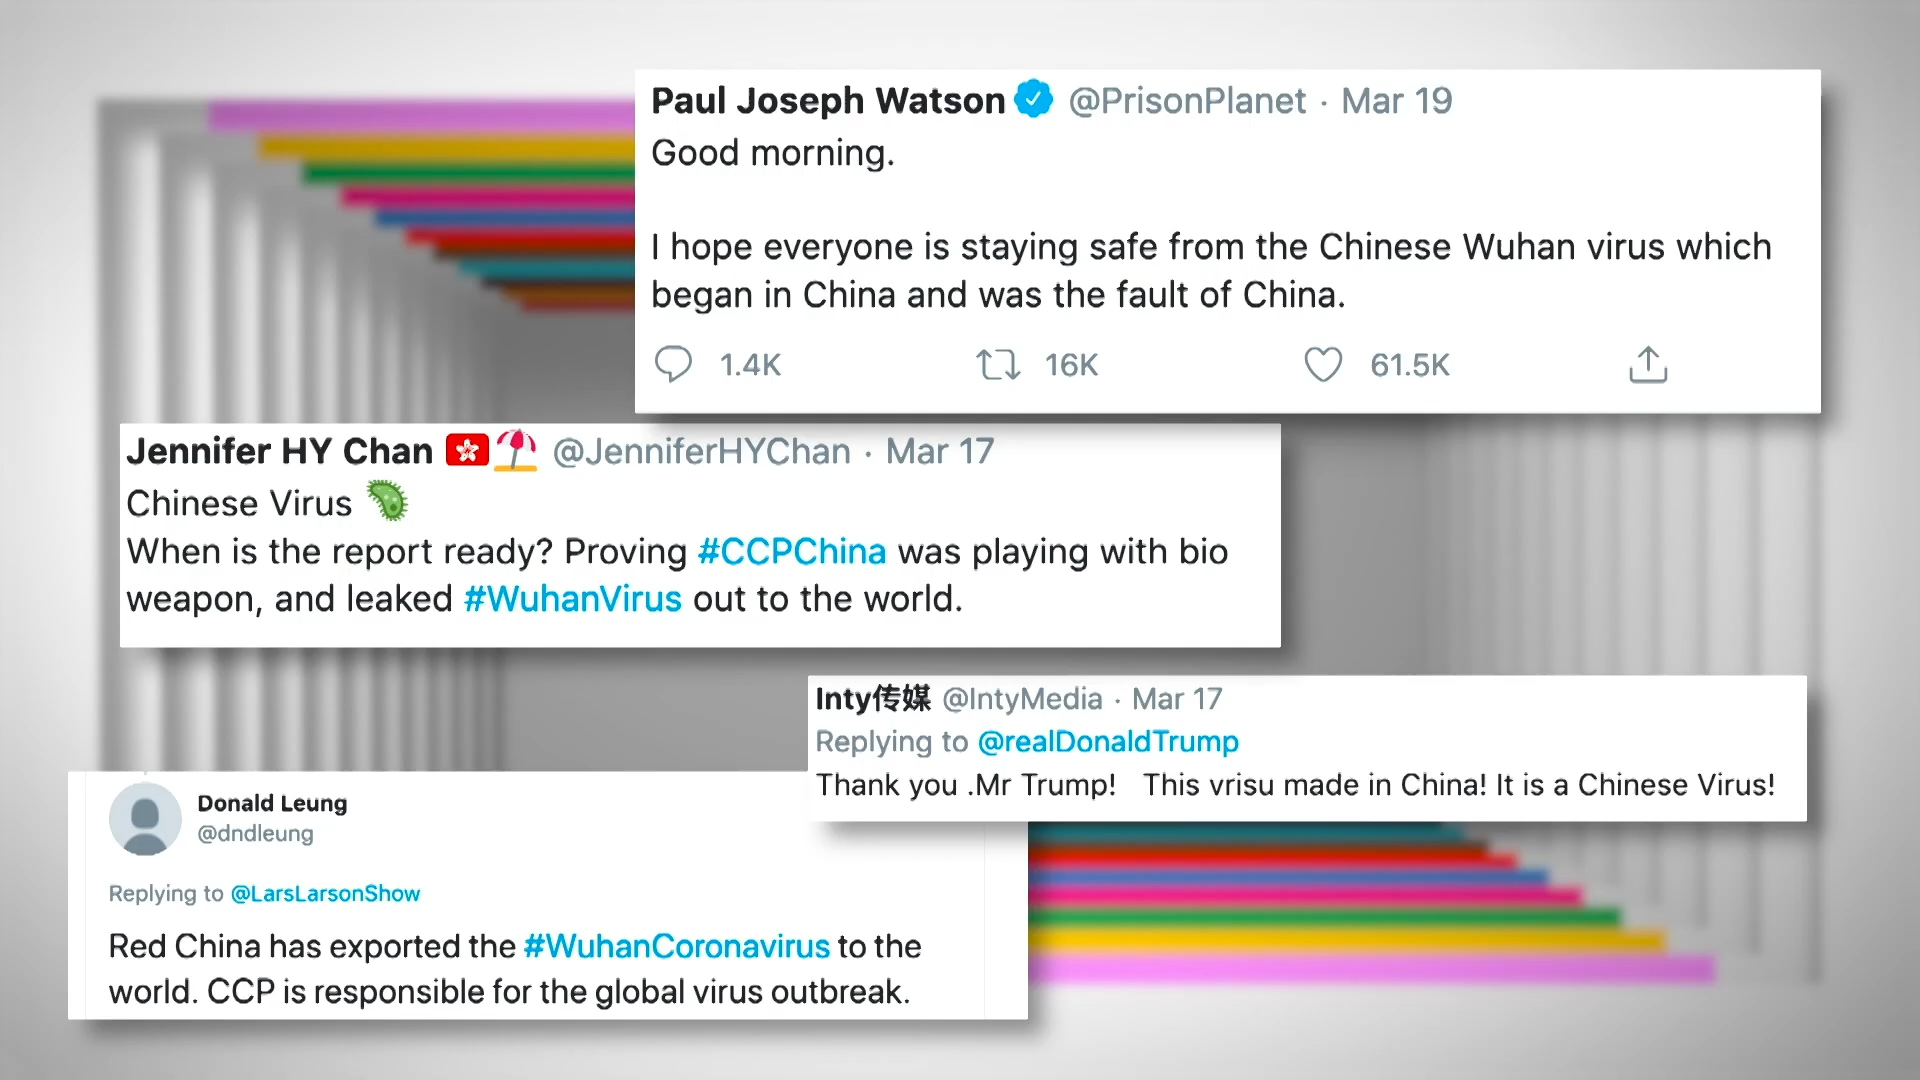 Paul Joseph Watson @PrisonPlanet · Mar 19
Good morning.
I hope everyone is staying safe from the Chinese Wuhan virus which
began in China and was the fault of China.
1.4K 16K 61.5K
Jennifer HY Chan 🇭🇰⛱️ @JenniferHYChan · Mar 17
Chinese Virus 🦠
When is the report ready? Proving #CCPChina was playing with bio
weapon, and leaked #WuhanVirus out to the world.
Inty传媒 @IntyMedia · Mar 17
Replying to @realDonaldTrump
Thank you .Mr Trump! This vrisu made in China! It is a Chinese Virus!
Donald Leung
@dndleung
Replying to @LarsLarsonShow
Red China has exported the #WuhanCoronavirus to the
world. CCP is responsible for the global virus outbreak.